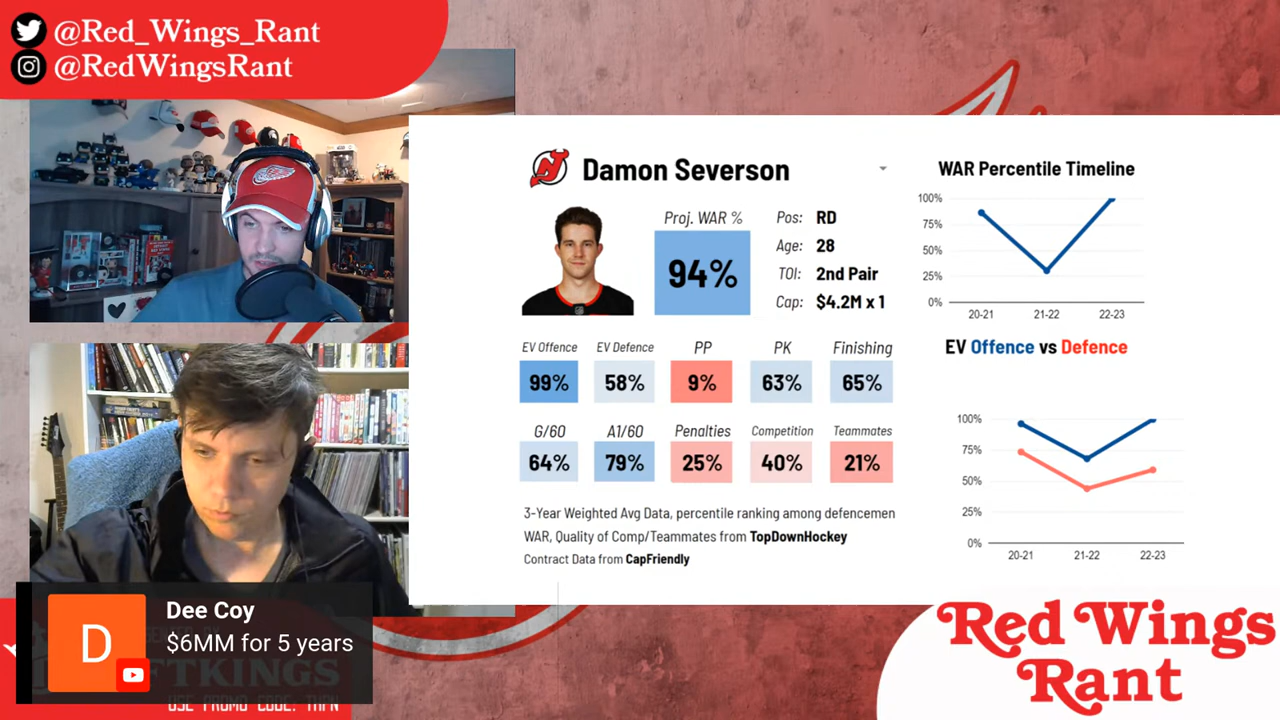 @Red_Wings_Rant
@RedWingsRant
Damon Severson
Proj. WAR %
94%
Pos: RD
Age: 28
TOI: 2nd Pair
Cap: $4.2M x 1
EV Offence
EV Defence
PP
PK
Finishing
99%
58%
9%
63%
65%
G/60
A1/60
Penalties
Competition
Teammates
64%
79%
25%
40%
21%
3-Year Weighted Avg Data, percentile ranking among defencemen
WAR, Quality of Comp/Teammates from TopDownHockey
Contract Data from CapFriendly
WAR Percentile Timeline
100%
75%
50%
25%
0%
20-21
21-22
22-23
EV Offence vs Defence
100%
75%
50%
25%
0%
20-21
21-22
22-23
D
Dee Coy
$6MM for 5 years
FTKINGS
USE PROMO CODE: THPN
Red Wings
Rant